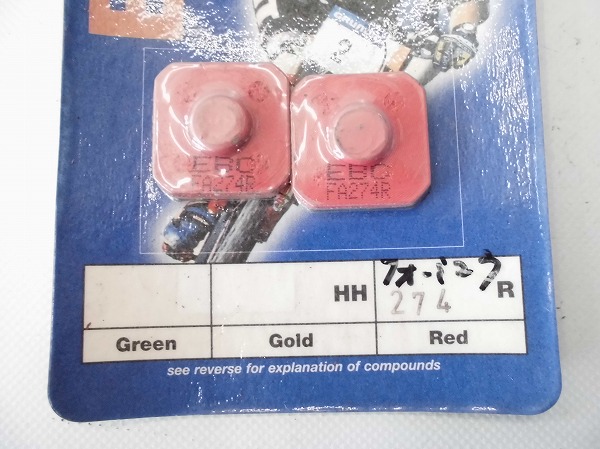 2
EBC EBC
FA274R FA274R
HH フォーミュラ R
274
Green Gold Red
see reverse for explanation of compounds